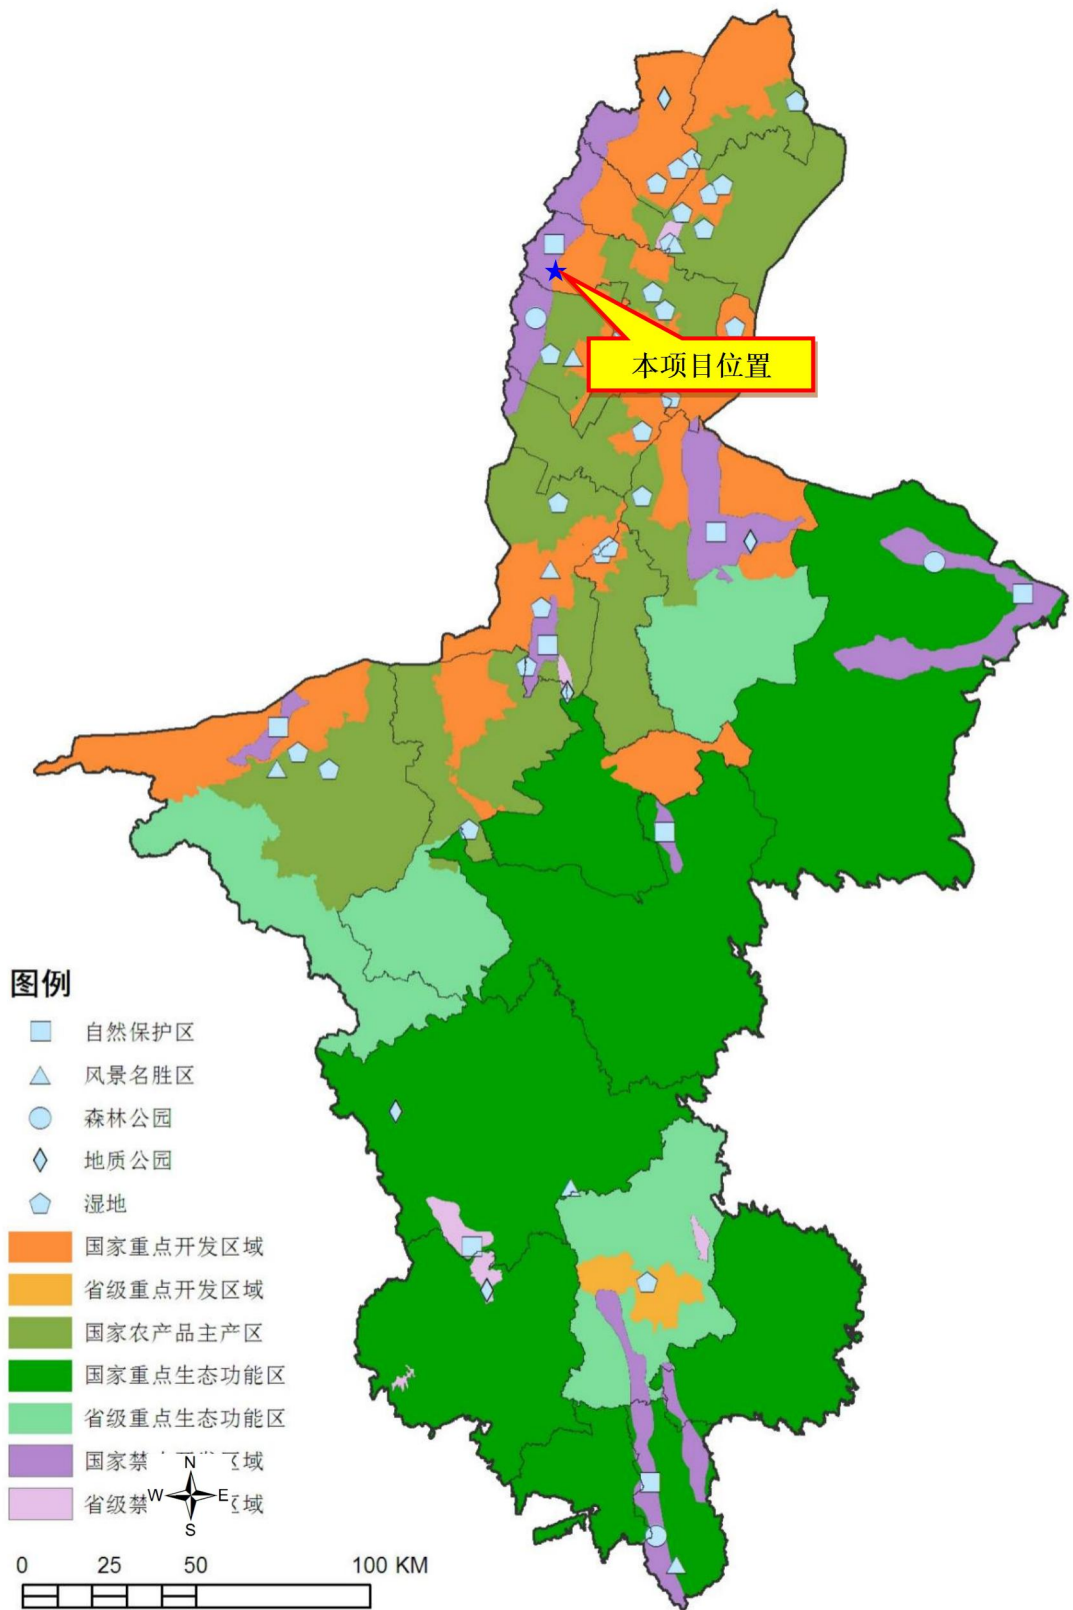 本项目位置
图例
自然保护区
风景名胜区
森林公园
地质公园
湿地
国家重点开发区域
省级重点开发区域
国家农产品主产区
国家重点生态功能区
省级重点生态功能区
国家禁 区域
省级禁 区域
N
W E
S
0 25 50 100 KM